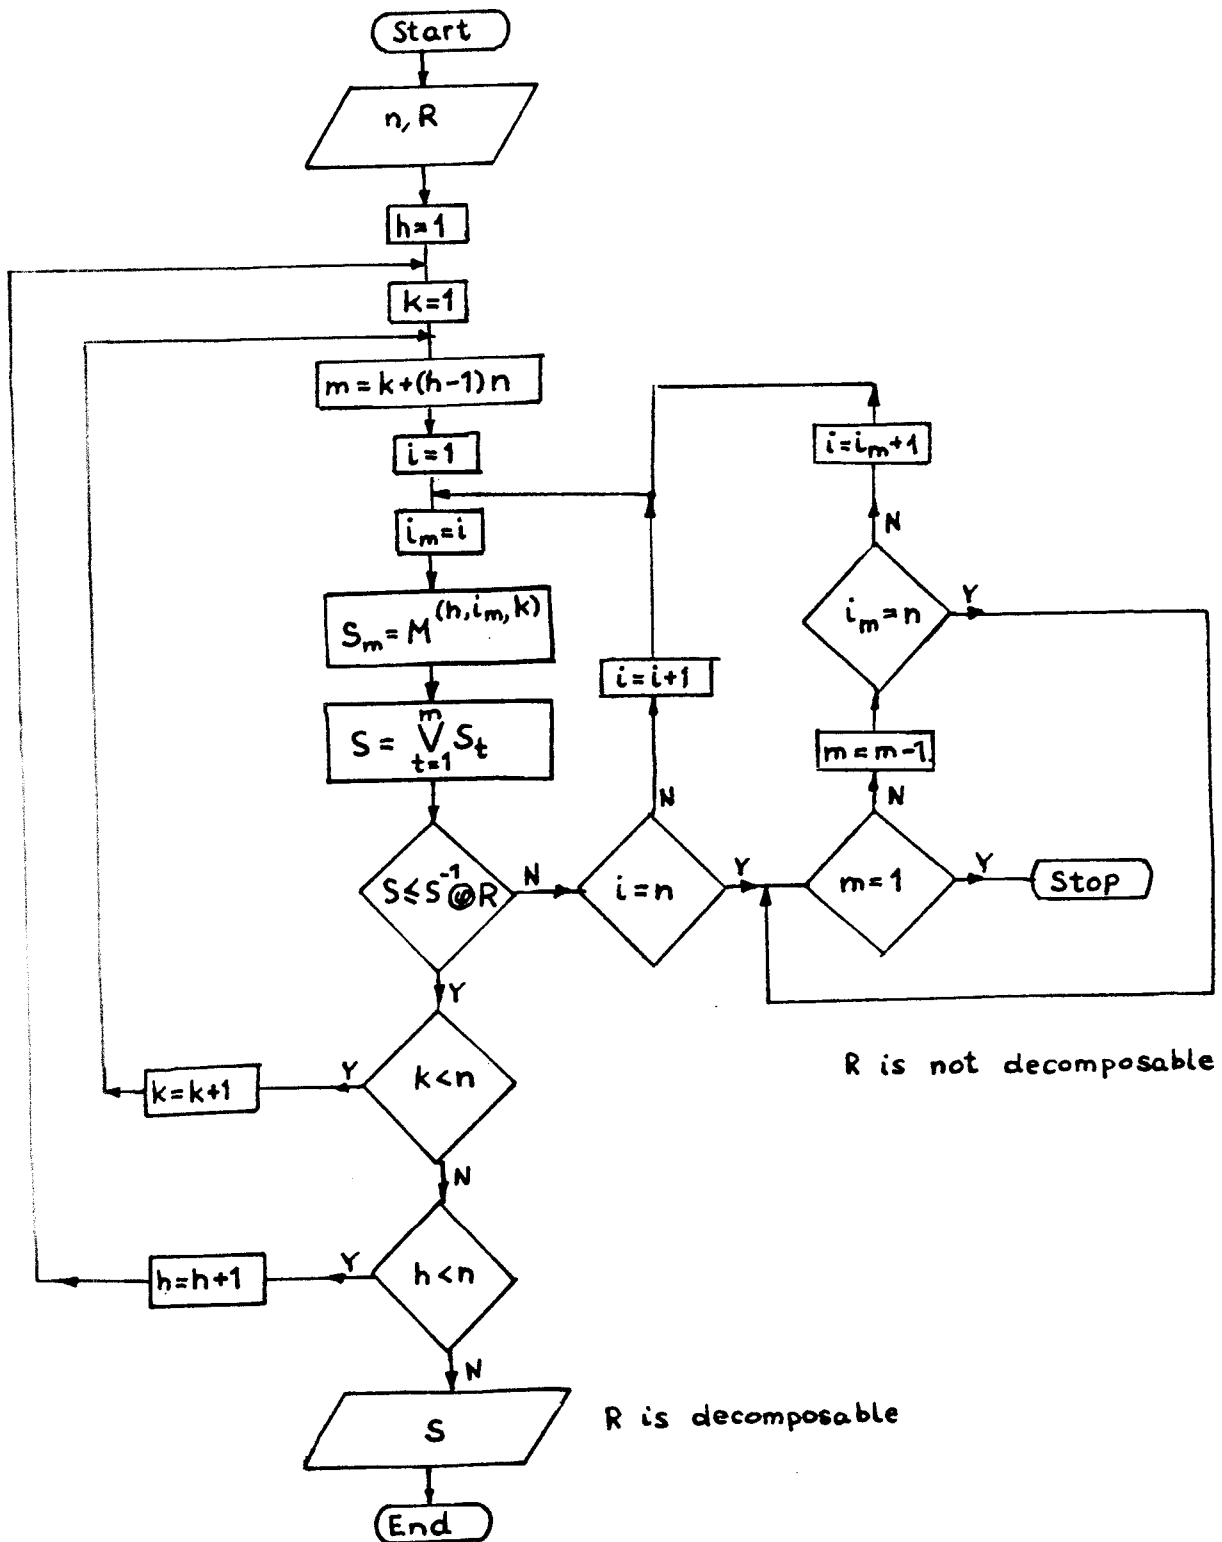 Start
n, R
h=1
k=1
m = k+(h-1)n
i=1
i_m=i
S_m = M^(h,i_m,k)
S = ⋁_{t=1}^{m} S_t
S ≤ S^{-1} �phi R
N
Y
k<n
Y
k=k+1
N
h<n
Y
h=h+1
N
S
R is decomposable
End
i=n
N
i=i+1
Y
m=1
Y
Stop
N
m=m-1
i_m=n
Y
N
i=i_m+1
R is not decomposable